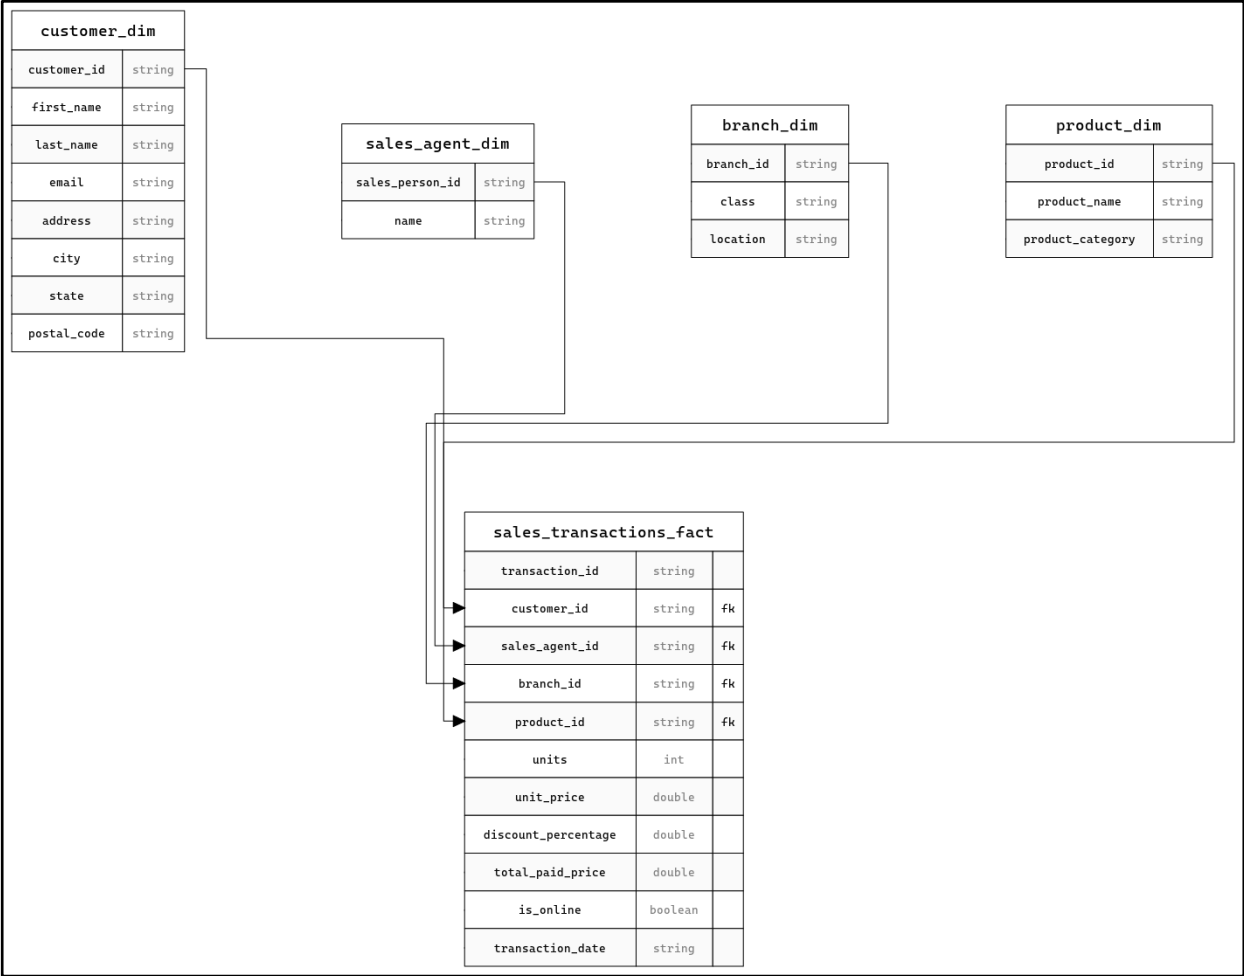 customer_dim
customer_id string
first_name string
last_name string
email string
address string
city string
state string
postal_code string
sales_agent_dim
sales_person_id string
name string
branch_dim
branch_id string
class string
location string
product_dim
product_id string
product_name string
product_category string
sales_transactions_fact
transaction_id string
customer_id string fk
sales_agent_id string fk
branch_id string fk
product_id string fk
units int
unit_price double
discount_percentage double
total_paid_price double
is_online boolean
transaction_date string